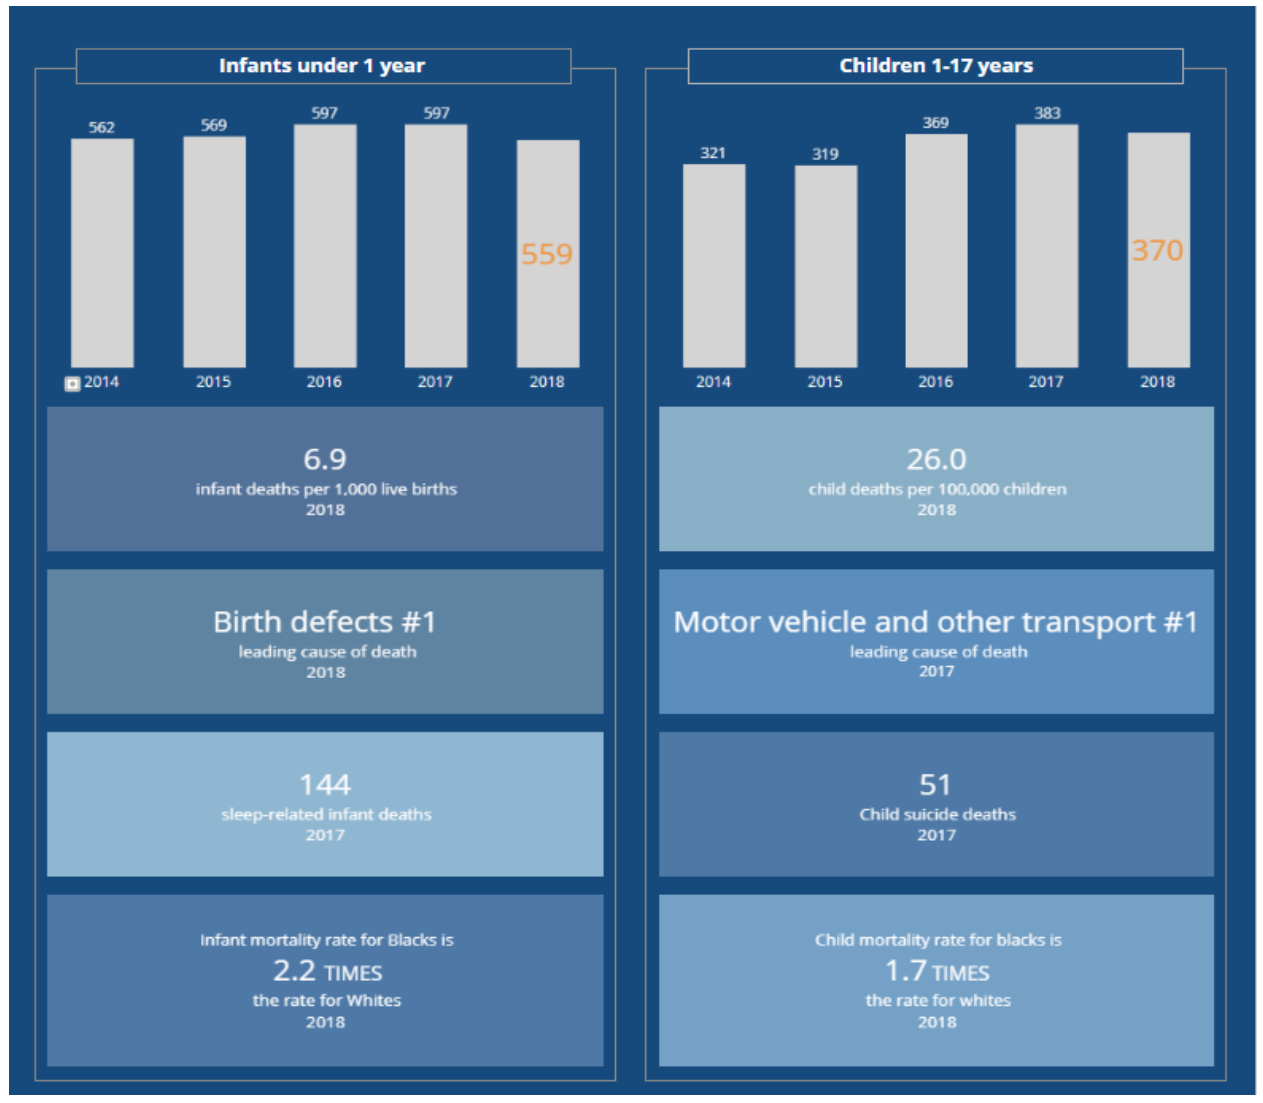 Infants under 1 year
562
569
597
597
559
2014
2015
2016
2017
2018
6.9
infant deaths per 1,000 live births
2018
Birth defects #1
leading cause of death
2018
144
sleep-related infant deaths
2017
Infant mortality rate for Blacks is
2.2 TIMES
the rate for Whites
2018
Children 1-17 years
321
319
369
383
370
2014
2015
2016
2017
2018
26.0
child deaths per 100,000 children
2018
Motor vehicle and other transport #1
leading cause of death
2017
51
Child suicide deaths
2017
Child mortality rate for blacks is
1.7 TIMES
the rate for whites
2018